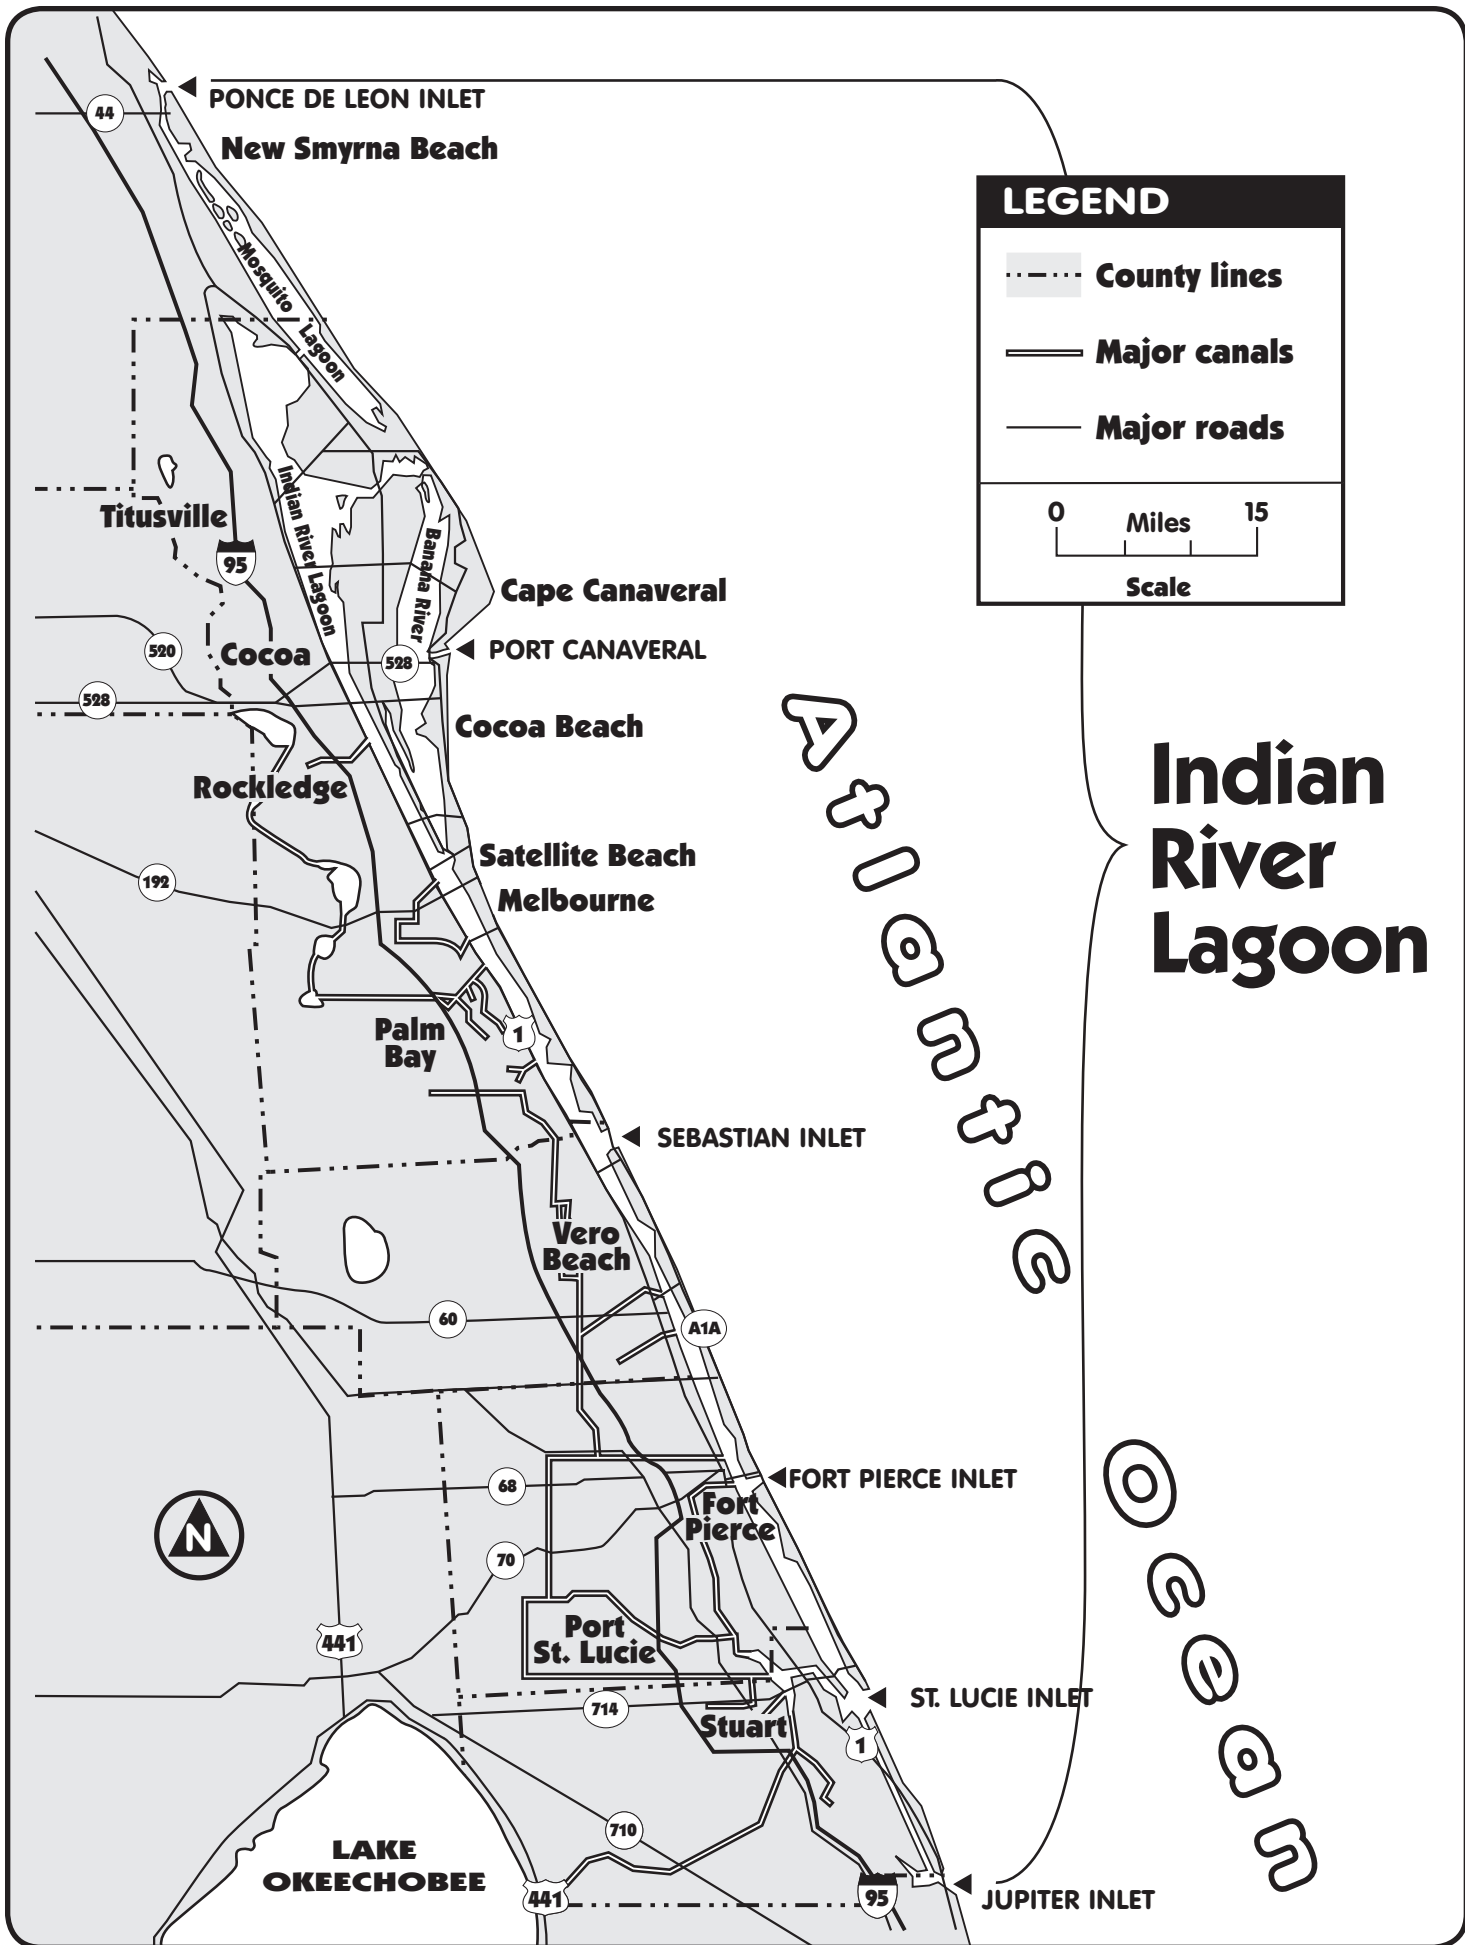 PONCE DE LEON INLET
44
New Smyrna Beach
LEGEND
County lines
Major canals
Major roads
0
Miles
15
Scale
Mosquito Lagoon
Indian River Lagoon
Banana River
Titusville
95
Cape Canaveral
PORT CANAVERAL
520
Cocoa
528
528
Cocoa Beach
Rockledge
Indian
River
Lagoon
Atlantic
Ocean
Satellite Beach
192
Melbourne
Palm
Bay
1
SEBASTIAN INLET
Vero
Beach
60
A1A
FORT PIERCE INLET
68
Fort
Pierce
N
70
Port
St. Lucie
441
ST. LUCIE INLET
714
Stuart
1
710
LAKE
OKEECHOBEE
441
95
JUPITER INLET